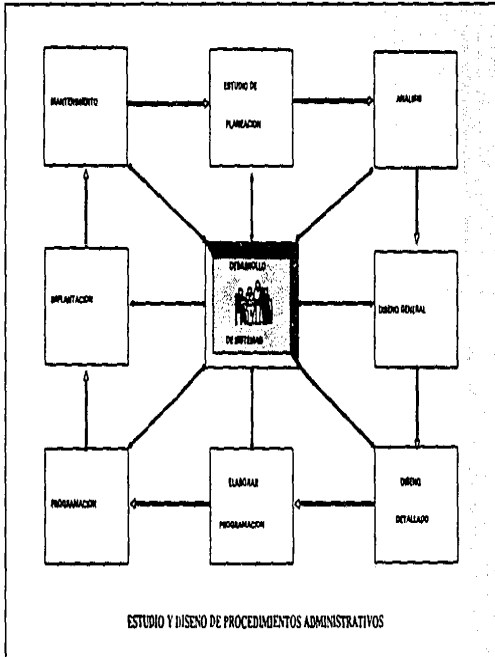 MANTENIMIENTO
ESTUDIO DE
PLANEACION
ANALISIS
DESARROLLO
DE SISTEMAS
IMPLANTACION
DISEÑO GENERAL
PROGRAMACION
ELABORAR
PROGRAMACION
DISEÑO
DETALLADO
ESTUDIO Y DISENO DE PROCEDIMIENTOS ADMINISTRATIVOS